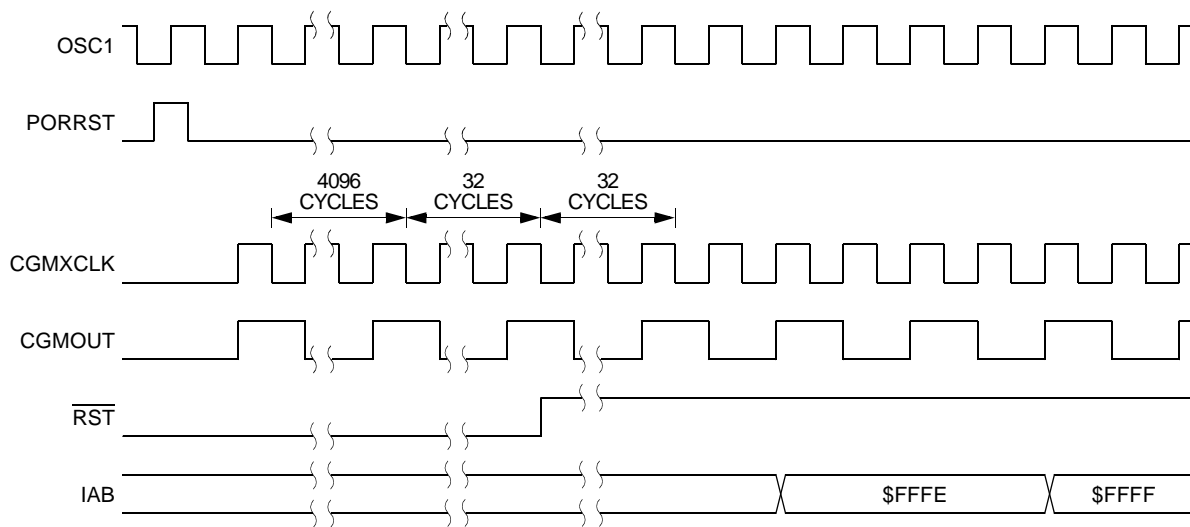 OSC1
PORRST
4096
CYCLES
32
CYCLES
32
CYCLES
CGMXCLK
CGMOUT
RST
IAB
$FFFE
$FFFF